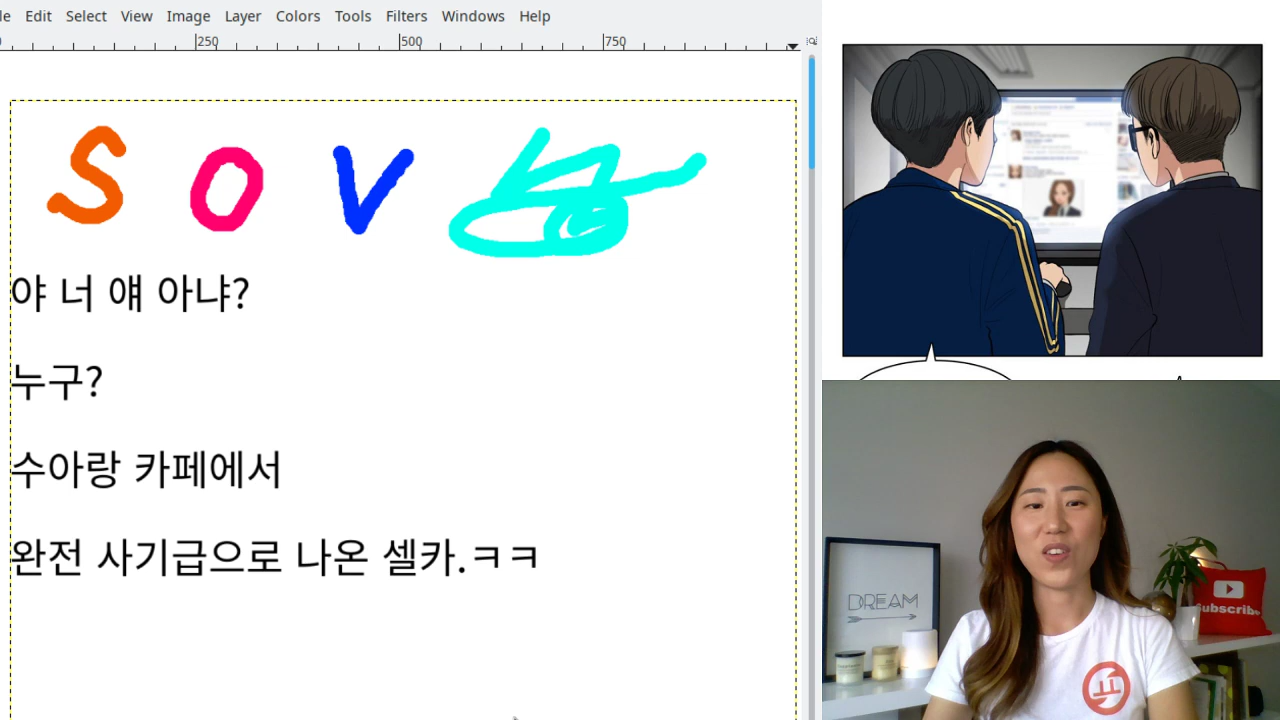 Edit Select View Image Layer Colors Tools Filters Windows Help
250 500 750
S O V
야 너 얘 아냐?
누구?
수아랑 카페에서
완전 사기급으로 나온 셀카.ㅋㅋ
DREAM
Subscribe